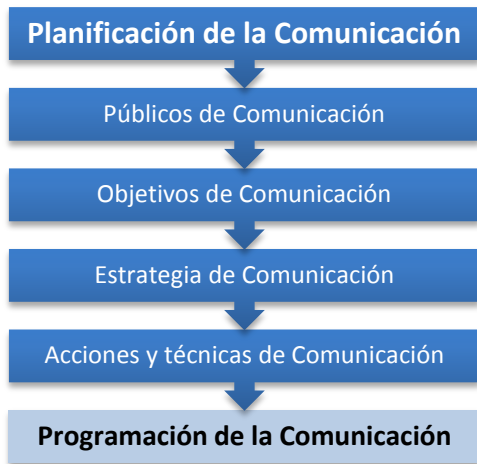 Planificación de la Comunicación
Públicos de Comunicación
Objetivos de Comunicación
Estrategia de Comunicación
Acciones y técnicas de Comunicación
Programación de la Comunicación